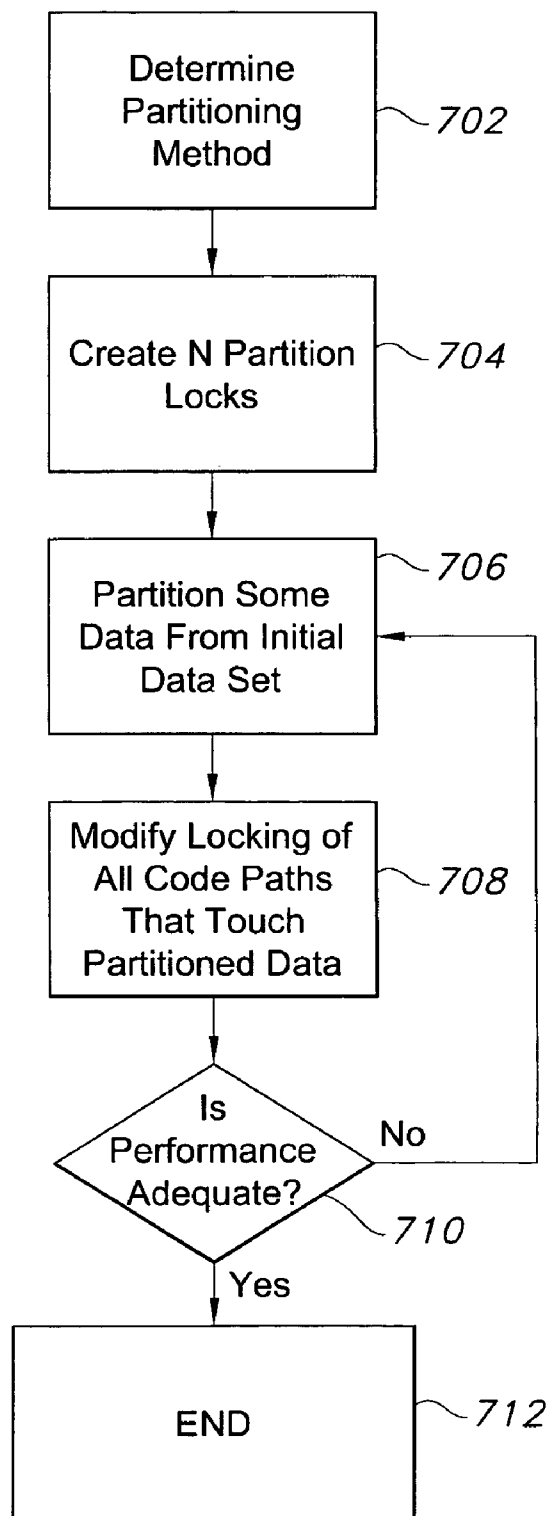 Determine
Partitioning
Method
702
Create N Partition
Locks
704
Partition Some
Data From Initial
Data Set
706
Modify Locking of
All Code Paths
That Touch
Partitioned Data
708
Is
Performance
Adequate?
No
710
Yes
END
712